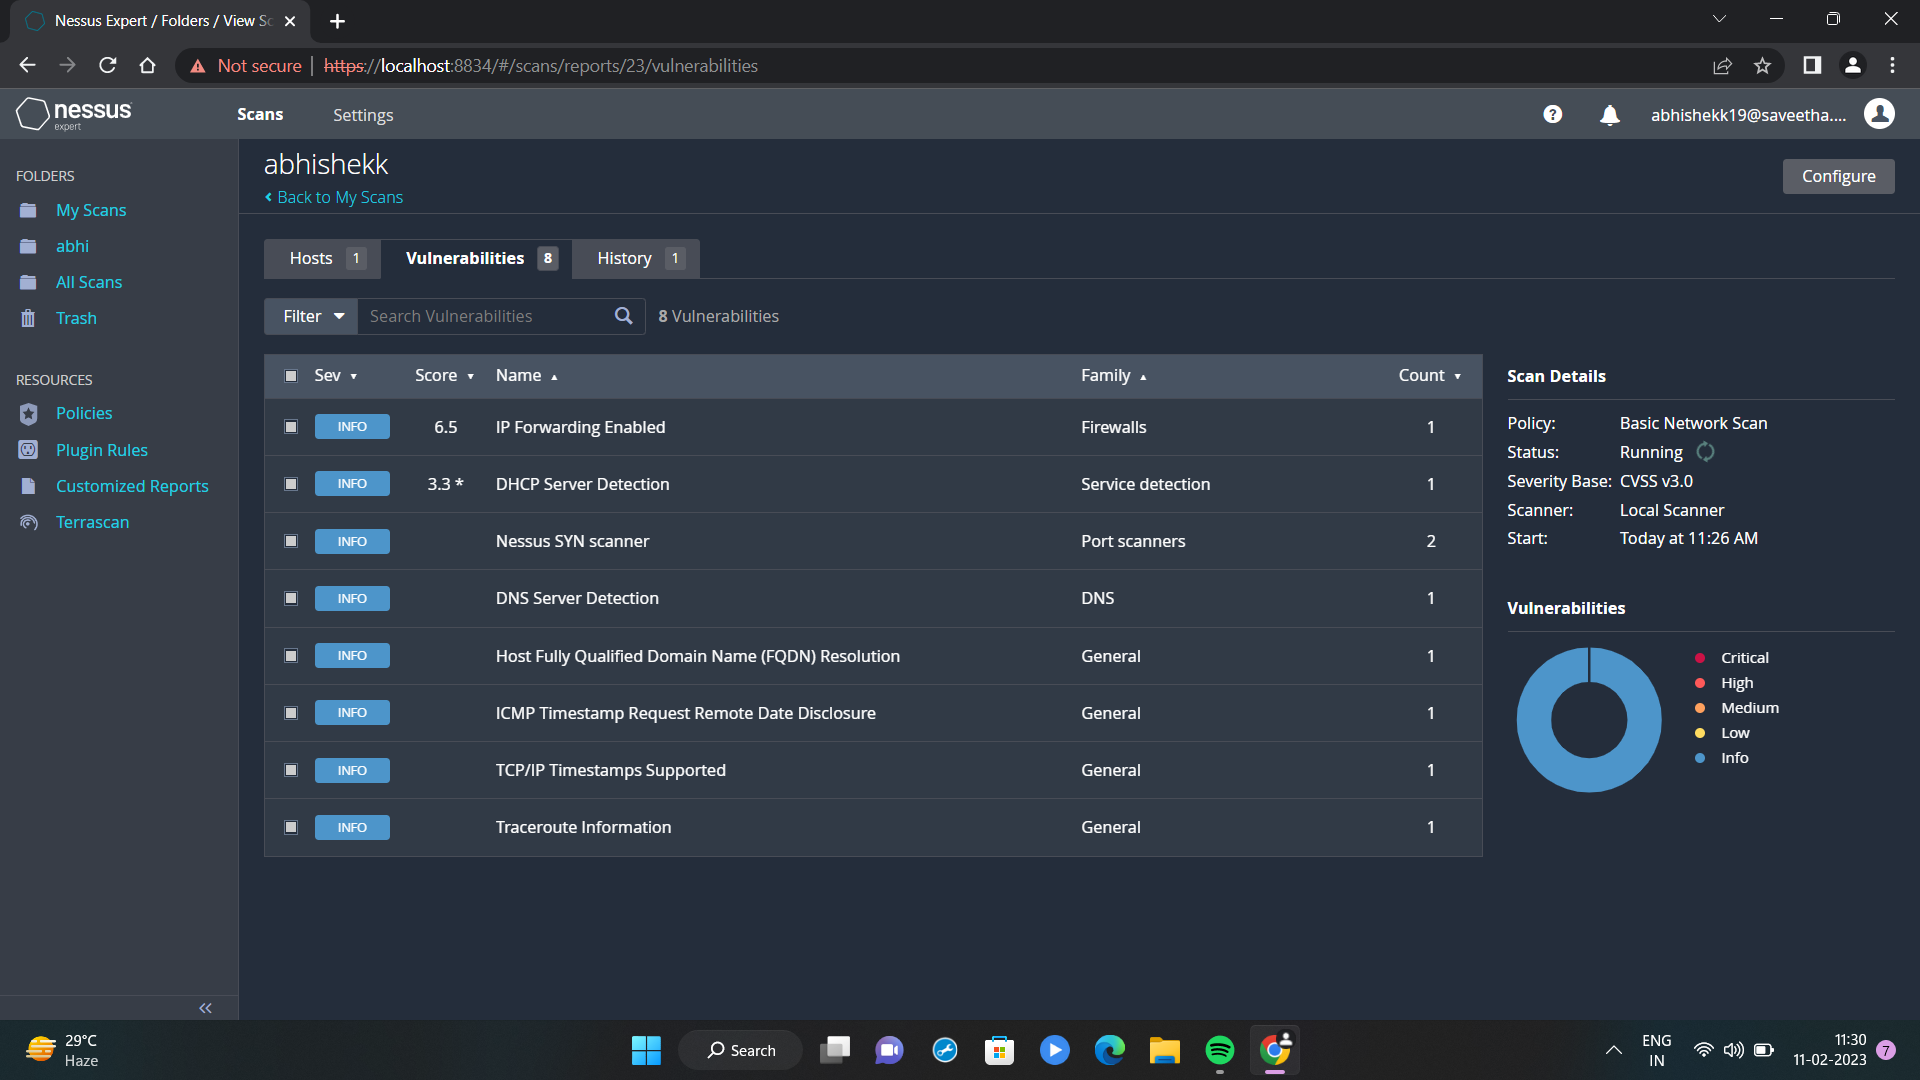 Nessus Expert / Folders / View Sc
Not secure | https://localhost:8834/#/scans/reports/23/vulnerabilities
nessus
expert
Scans
Settings
?
abhishekk19@saveetha....
FOLDERS
My Scans
abhi
All Scans
Trash
RESOURCES
Policies
Plugin Rules
Customized Reports
Terrascan
abhishekk
Back to My Scans
Configure
Hosts 1
Vulnerabilities 8
History 1
Filter
Search Vulnerabilities
8 Vulnerabilities
Sev Score Name Family Count
INFO 6.5 IP Forwarding Enabled Firewalls 1
INFO 3.3 * DHCP Server Detection Service detection 1
INFO Nessus SYN scanner Port scanners 2
INFO DNS Server Detection DNS 1
INFO Host Fully Qualified Domain Name (FQDN) Resolution General 1
INFO ICMP Timestamp Request Remote Date Disclosure General 1
INFO TCP/IP Timestamps Supported General 1
INFO Traceroute Information General 1
Scan Details
Policy: Basic Network Scan
Status: Running
Severity Base: CVSS v3.0
Scanner: Local Scanner
Start: Today at 11:26 AM
Vulnerabilities
Critical
High
Medium
Low
Info
29°C
Haze
Search
ENG
IN
11:30
11-02-2023
7